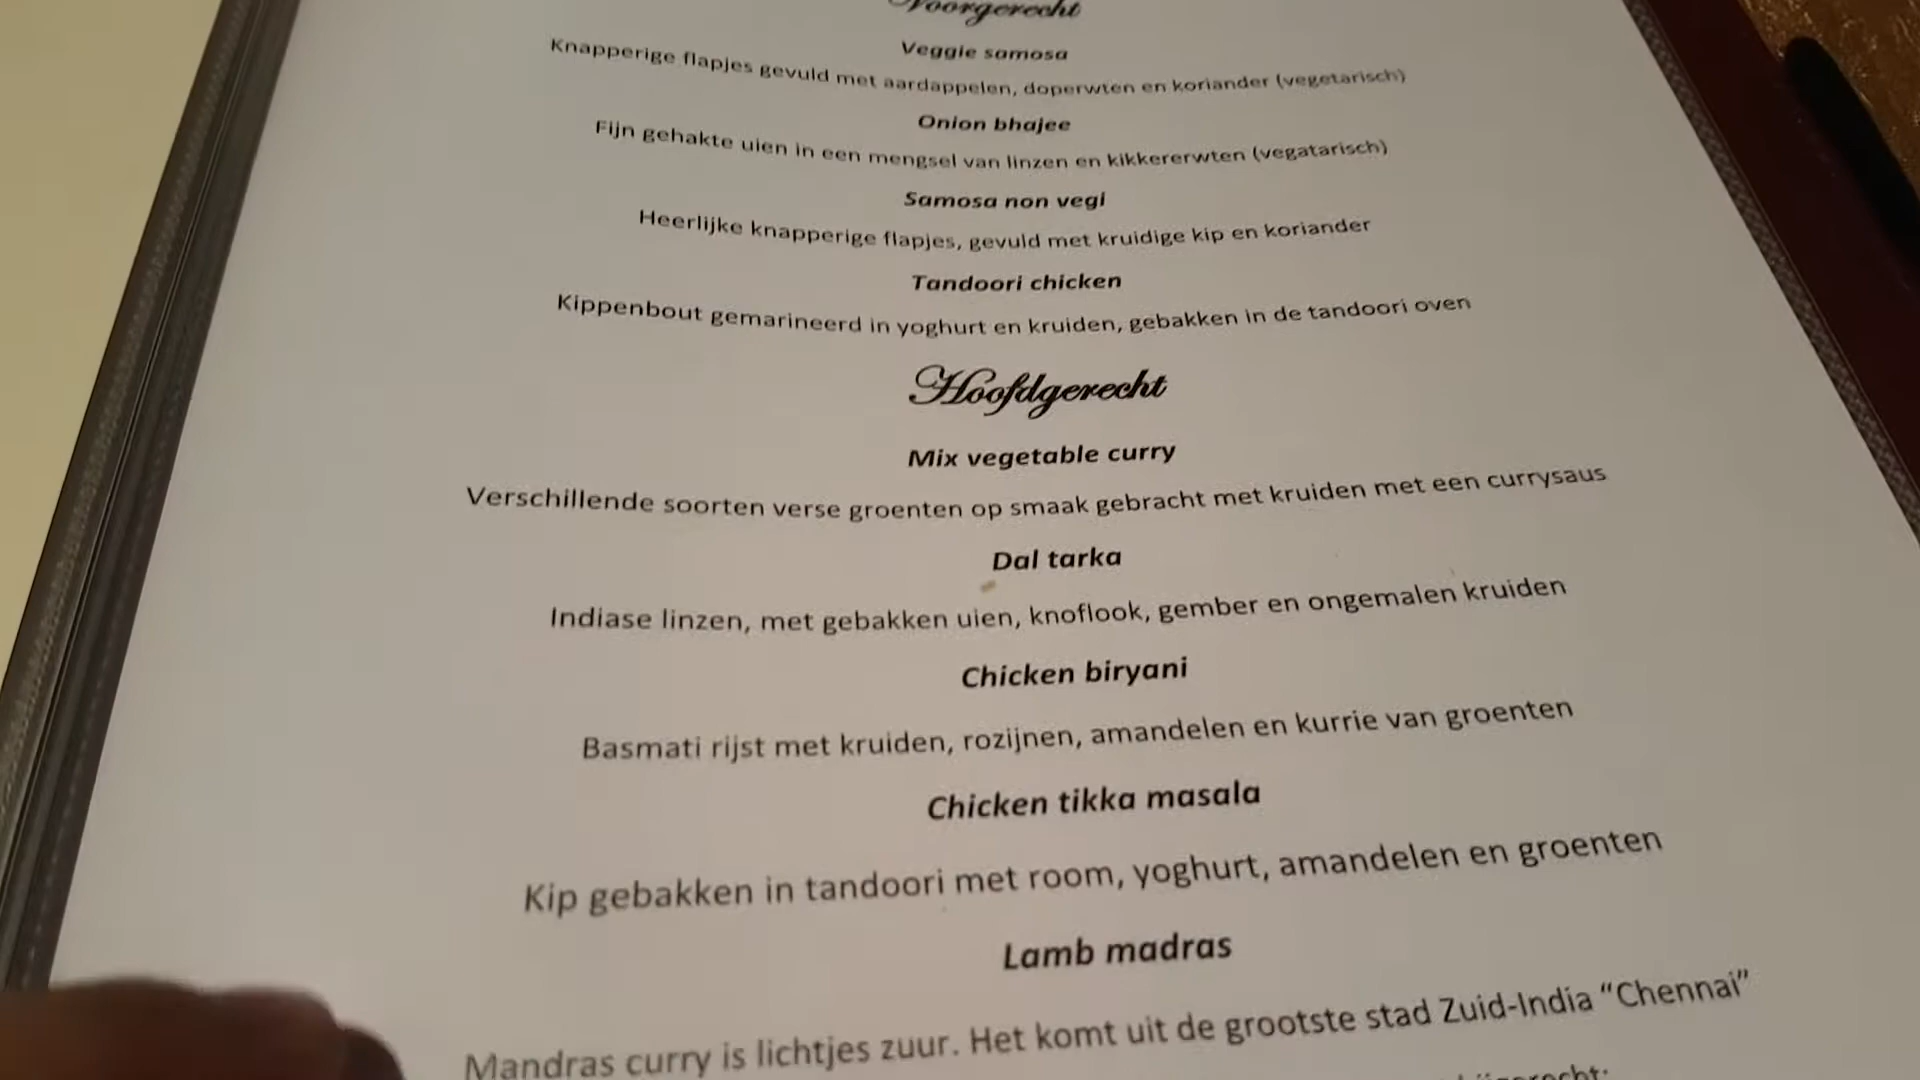 Voorgerecht
Veggie samosa
Knapperige flapjes gevuld met aardappelen, doperwten en koriander (vegetarisch)
Onion bhajee
Fijn gehakte uien in een mengsel van linzen en kikkererwten (vegatarisch)
Samosa non vegi
Heerlijke knapperige flapjes, gevuld met kruidige kip en koriander
Tandoori chicken
Kippenbout gemarineerd in yoghurt en kruiden, gebakken in de tandoori oven
Hoofdgerecht
Mix vegetable curry
Verschillende soorten verse groenten op smaak gebracht met kruiden met een currysaus
Dal tarka
Indiase linzen, met gebakken uien, knoflook, gember en ongemalen kruiden
Chicken biryani
Basmati rijst met kruiden, rozijnen, amandelen en kurrie van groenten
Chicken tikka masala
Kip gebakken in tandoori met room, yoghurt, amandelen en groenten
Lamb madras
Mandras curry is lichtjes zuur. Het komt uit de grootste stad Zuid-India “Chennai”